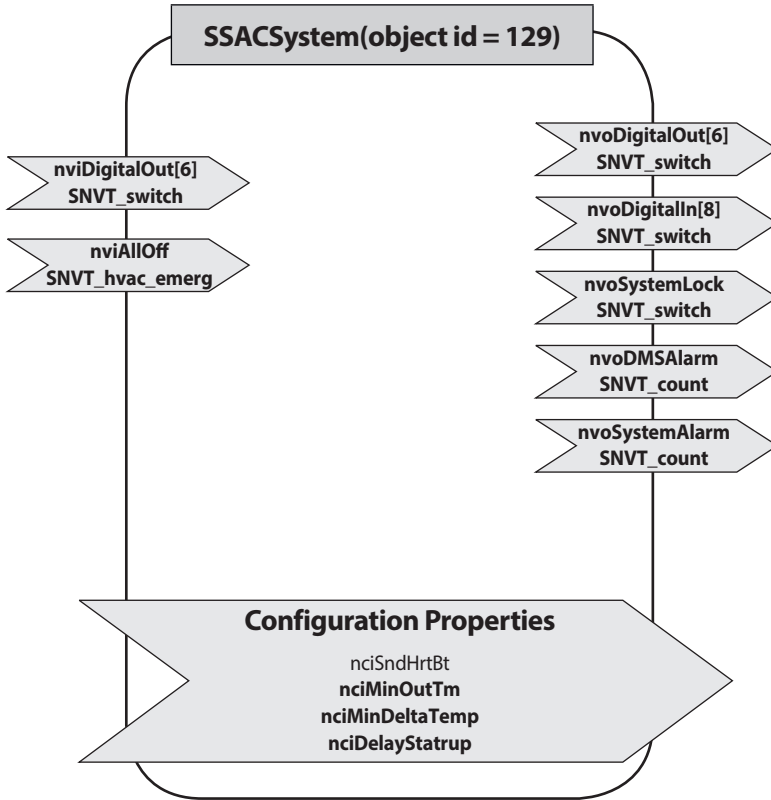 SSACSystem(object id = 129)
nviDigitalOut[6]
SNVT_switch
nviAllOff
SNVT_hvac_emerg
nvoDigitalOut[6]
SNVT_switch
nvoDigitalIn[8]
SNVT_switch
nvoSystemLock
SNVT_switch
nvoDMSAlarm
SNVT_count
nvoSystemAlarm
SNVT_count
Configuration Properties
nciSndHrtBt
nciMinOutTm
nciMinDeltaTemp
nciDelayStatrup